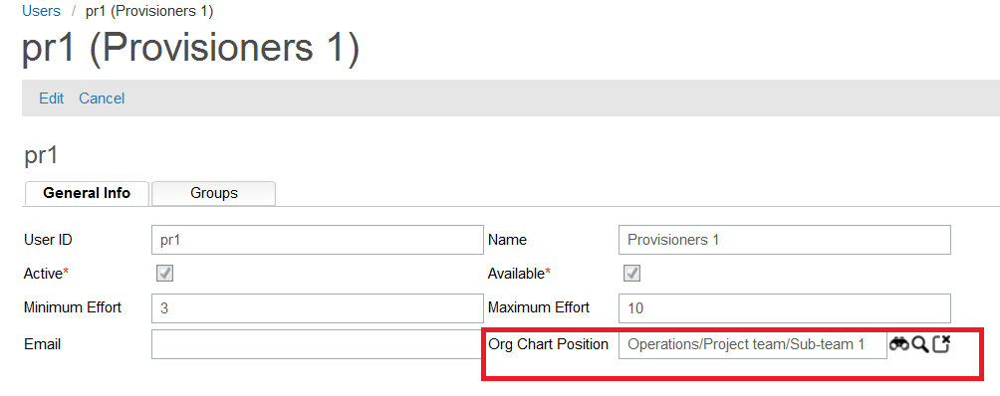 Users / pr1 (Provisioners 1)
pr1 (Provisioners 1)
Edit Cancel
pr1
General Info Groups
User ID pr1 Name Provisioners 1
Active* Available*
Minimum Effort 3 Maximum Effort 10
Email Org Chart Position Operations/Project team/Sub-team 1